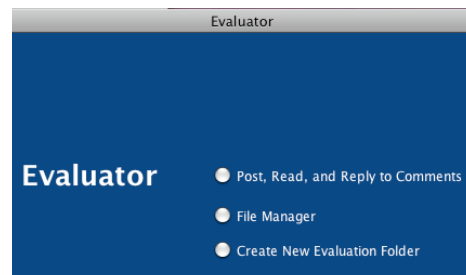 Evaluator
Evaluator
Post, Read, and Reply to Comments
File Manager
Create New Evaluation Folder